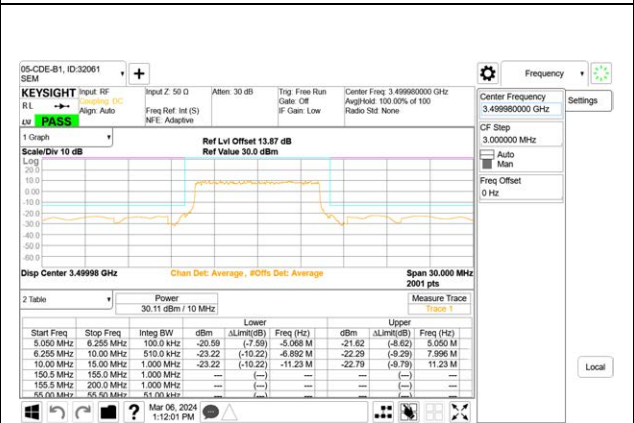 05-CDE-B1, ID:32061
SEM
Frequency
KEYSIGHT Input: RF Input Z: 50 Ω Atten: 30 dB Trig: Free Run Center Freq: 3.499980000 GHz
RL Coupling: DC Gate: Off Avg|Hold: 100.00% of 100
Align: Auto Freq Ref: Int (S) IF Gain: Low Radio Std: None
LM PASS NFE: Adaptive
Center Frequency
3.499980000 GHz
Settings
CF Step
3.000000 MHz
Auto
Man
Freq Offset
0 Hz
1 Graph
Ref Lvl Offset 13.87 dB
Scale/Div 10 dB Ref Value 30.0 dBm
Log
20.0
10.0
0.00
-10.0
-20.0
-30.0
-40.0
-50.0
-60.0
Disp Center 3.49998 GHz Chan Det: Average , #Offs Det: Average Span 30.000 MHz
2001 pts
2 Table Power Measure Trace
30.11 dBm / 10 MHz Trace 1
Lower Upper
Start Freq Stop Freq Integ BW dBm ΔLimit(dB) Freq (Hz) dBm ΔLimit(dB) Freq (Hz)
5.050 MHz 6.255 MHz 100.0 kHz -20.59 (-7.59) -5.068 M -21.62 (-8.62) 5.050 M
6.255 MHz 10.00 MHz 510.0 kHz -23.22 (-10.22) -6.892 M -22.29 (-9.29) 7.996 M
10.00 MHz 15.00 MHz 1.000 MHz -23.22 (-10.22) -11.23 M -22.79 (-9.79) 11.23 M
150.5 MHz 155.0 MHz 1.000 MHz --- (---) --- --- (---) ---
155.5 MHz 200.0 MHz 1.000 MHz --- (---) --- --- (---) ---
55.00 MHz 55.50 MHz 51.00 kHz --- (---) --- --- (---) ---
Local
? Mar 06, 2024
1:12:01 PM